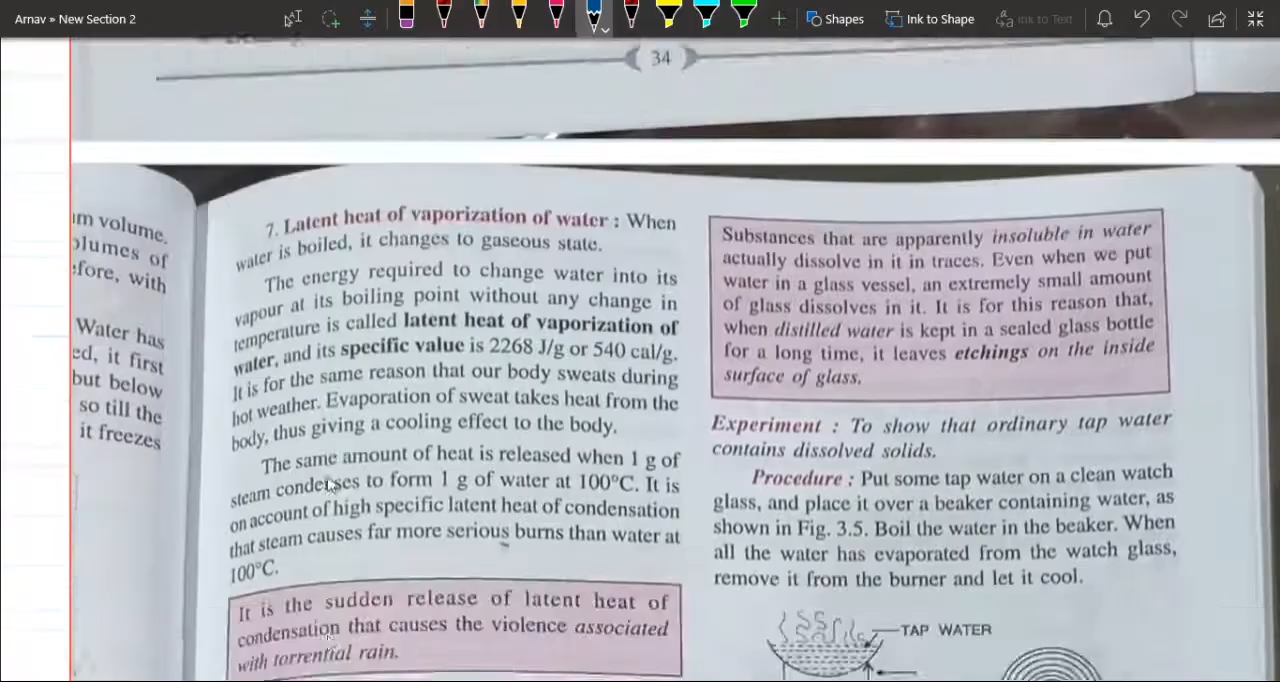 Arnav » New Section 2
Shapes
Ink to Shape
Ink to Text
34
um volume.
olumes of
efore, with
Water has
ed, it first
but below
so till the
it freezes
7. Latent heat of vaporization of water : When
water is boiled, it changes to gaseous state.
The energy required to change water into its
vapour at its boiling point without any change in
temperature is called latent heat of vaporization of
water, and its specific value is 2268 J/g or 540 cal/g.
It is for the same reason that our body sweats during
hot weather. Evaporation of sweat takes heat from the
body, thus giving a cooling effect to the body.
The same amount of heat is released when 1 g of
steam condenses to form 1 g of water at 100°C. It is
on account of high specific latent heat of condensation
that steam causes far more serious burns than water at
100°C.
It is the sudden release of latent heat of
condensation that causes the violence associated
with torrential rain.
Substances that are apparently insoluble in water
actually dissolve in it in traces. Even when we put
water in a glass vessel, an extremely small amount
of glass dissolves in it. It is for this reason that,
when distilled water is kept in a sealed glass bottle
for a long time, it leaves etchings on the inside
surface of glass.
Experiment : To show that ordinary tap water
contains dissolved solids.
Procedure : Put some tap water on a clean watch
glass, and place it over a beaker containing water, as
shown in Fig. 3.5. Boil the water in the beaker. When
all the water has evaporated from the watch glass,
remove it from the burner and let it cool.
TAP WATER